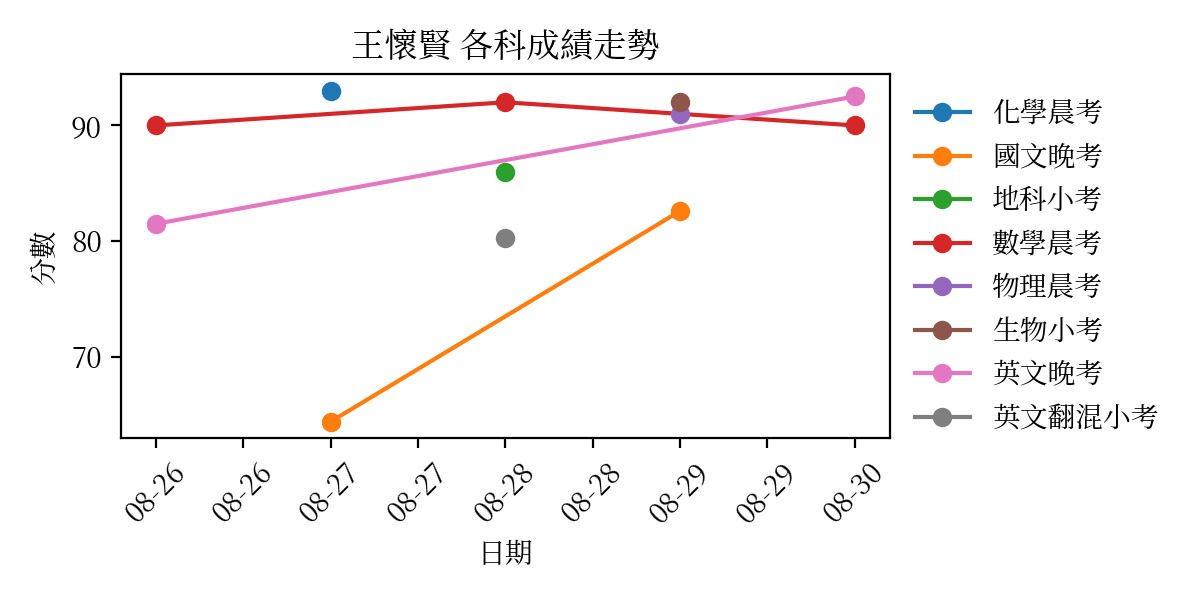 王懷賢 各科成績走勢
分數
90
80
70
08-26
08-26
08-27
08-27
08-28
08-28
08-29
08-29
08-30
日期
化學晨考
國文晚考
地科小考
數學晨考
物理晨考
生物小考
英文晚考
英文翻混小考